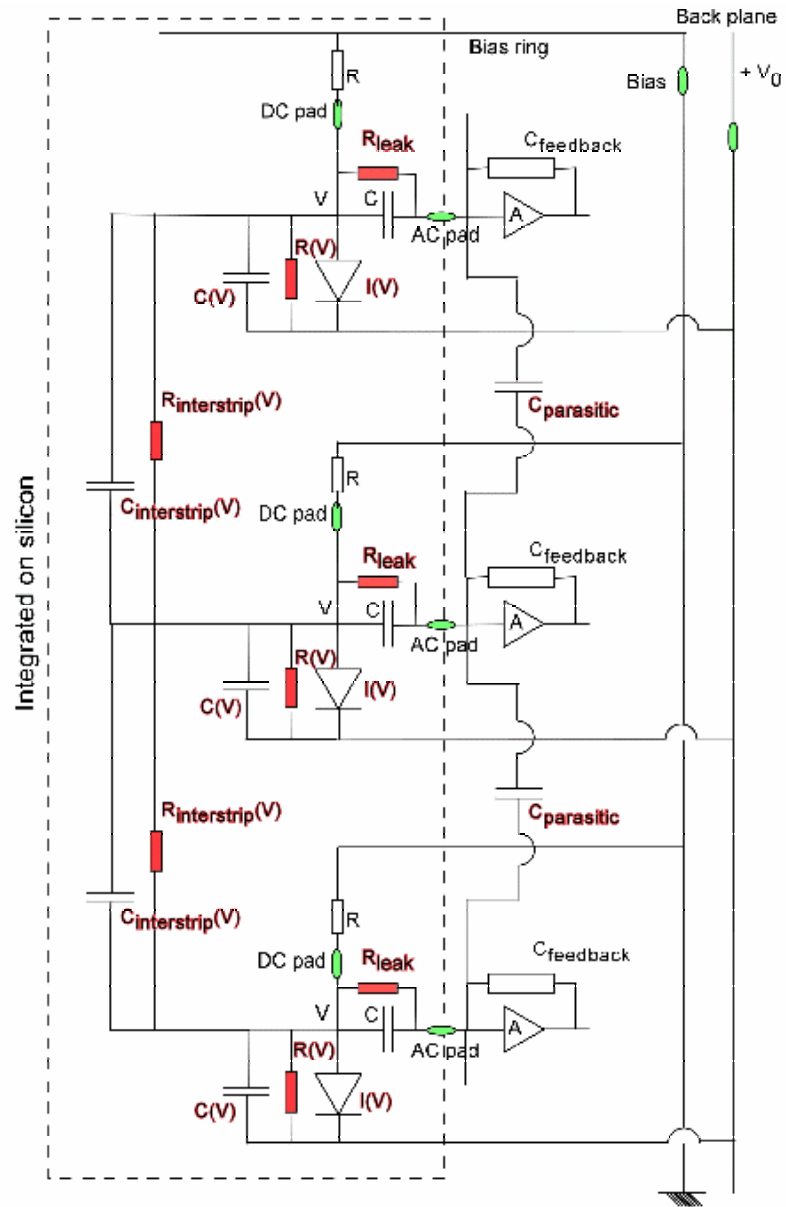 Back plane
Bias ring
+ V0
Bias
R
DC pad
Rleak
Cfeedback
V
C
A
AC pad
R(V)
C(V)
I(V)
Rinterstrip(V)
Cparasitic
R
Cinterstrip(V)
DC pad
Rleak
Cfeedback
V
C
A
AC pad
R(V)
C(V)
I(V)
Integrated on silicon
Rinterstrip(V)
Cparasitic
Cinterstrip(V)
R
DC pad
Rleak
Cfeedback
V
C
A
AC pad
R(V)
C(V)
I(V)